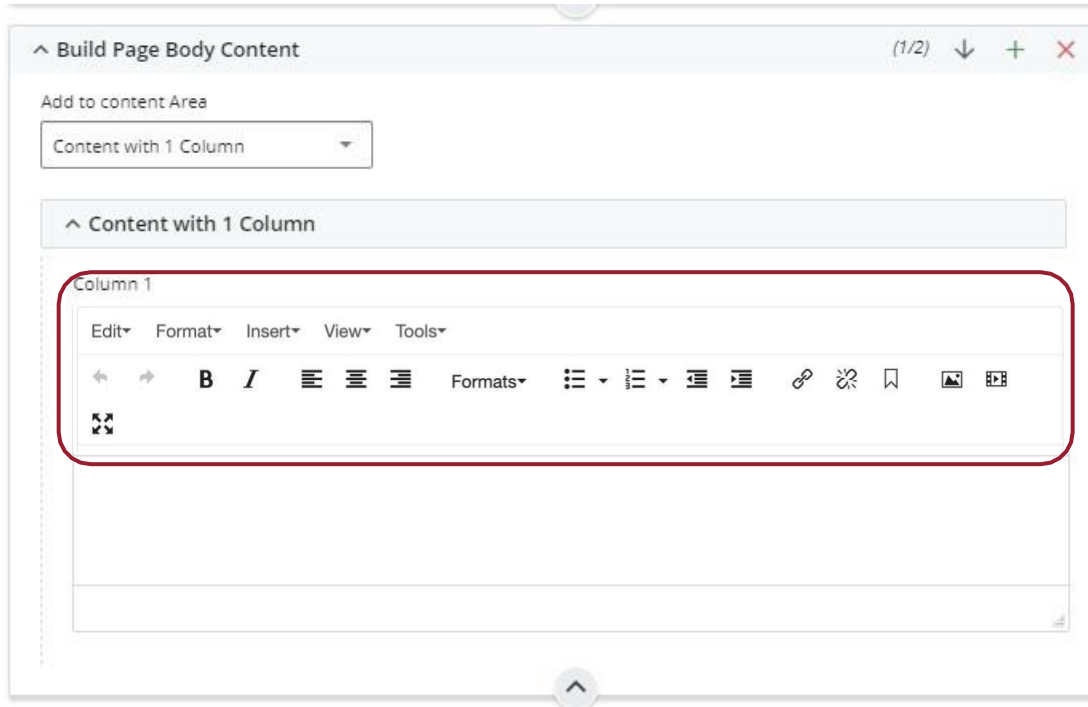 Build Page Body Content (1/2)
Add to content Area
Content with 1 Column
Content with 1 Column
Column 1
Edit Format Insert View Tools
B I Formats